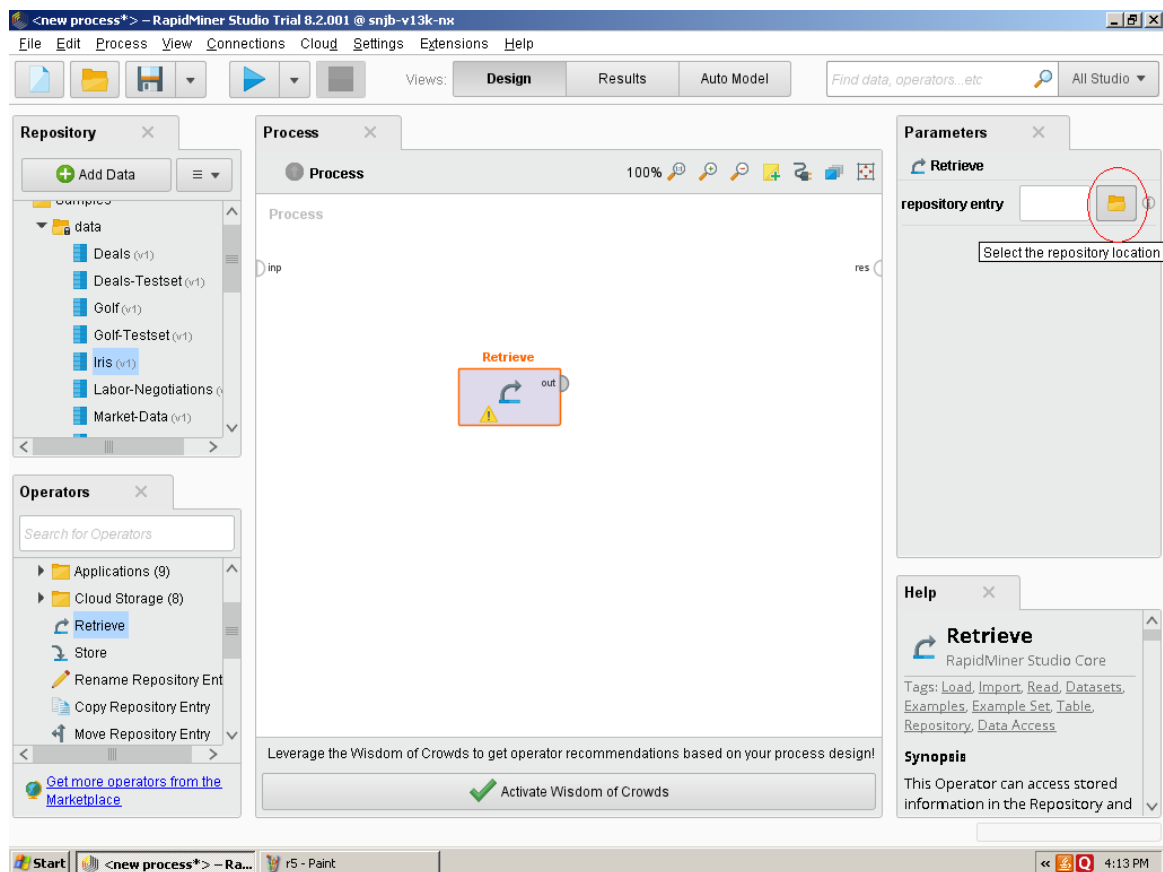 <new process*> – RapidMiner Studio Trial 8.2.001 @ snjb-v13k-nx
File Edit Process View Connections Cloud Settings Extensions Help
Views: Design Results Auto Model Find data, operators...etc All Studio
Repository
Add Data
data
Deals (v1)
Deals-Testset (v1)
Golf (v1)
Golf-Testset (v1)
Iris (v1)
Labor-Negotiations
Market-Data (v1)
Operators
Search for Operators
Applications (9)
Cloud Storage (8)
Retrieve
Store
Rename Repository Ent
Copy Repository Entry
Move Repository Entry
Get more operators from the
Marketplace
Process
Process
100%
Process
inp
res
Retrieve
out
Leverage the Wisdom of Crowds to get operator recommendations based on your process design!
Activate Wisdom of Crowds
Parameters
Retrieve
repository entry
Select the repository location
Help
Retrieve
RapidMiner Studio Core
Tags: Load, Import, Read, Datasets,
Examples, Example Set, Table,
Repository, Data Access
Synopsis
This Operator can access stored
information in the Repository and
Start <new process*> – Ra... r5 - Paint « Q 4:13 PM